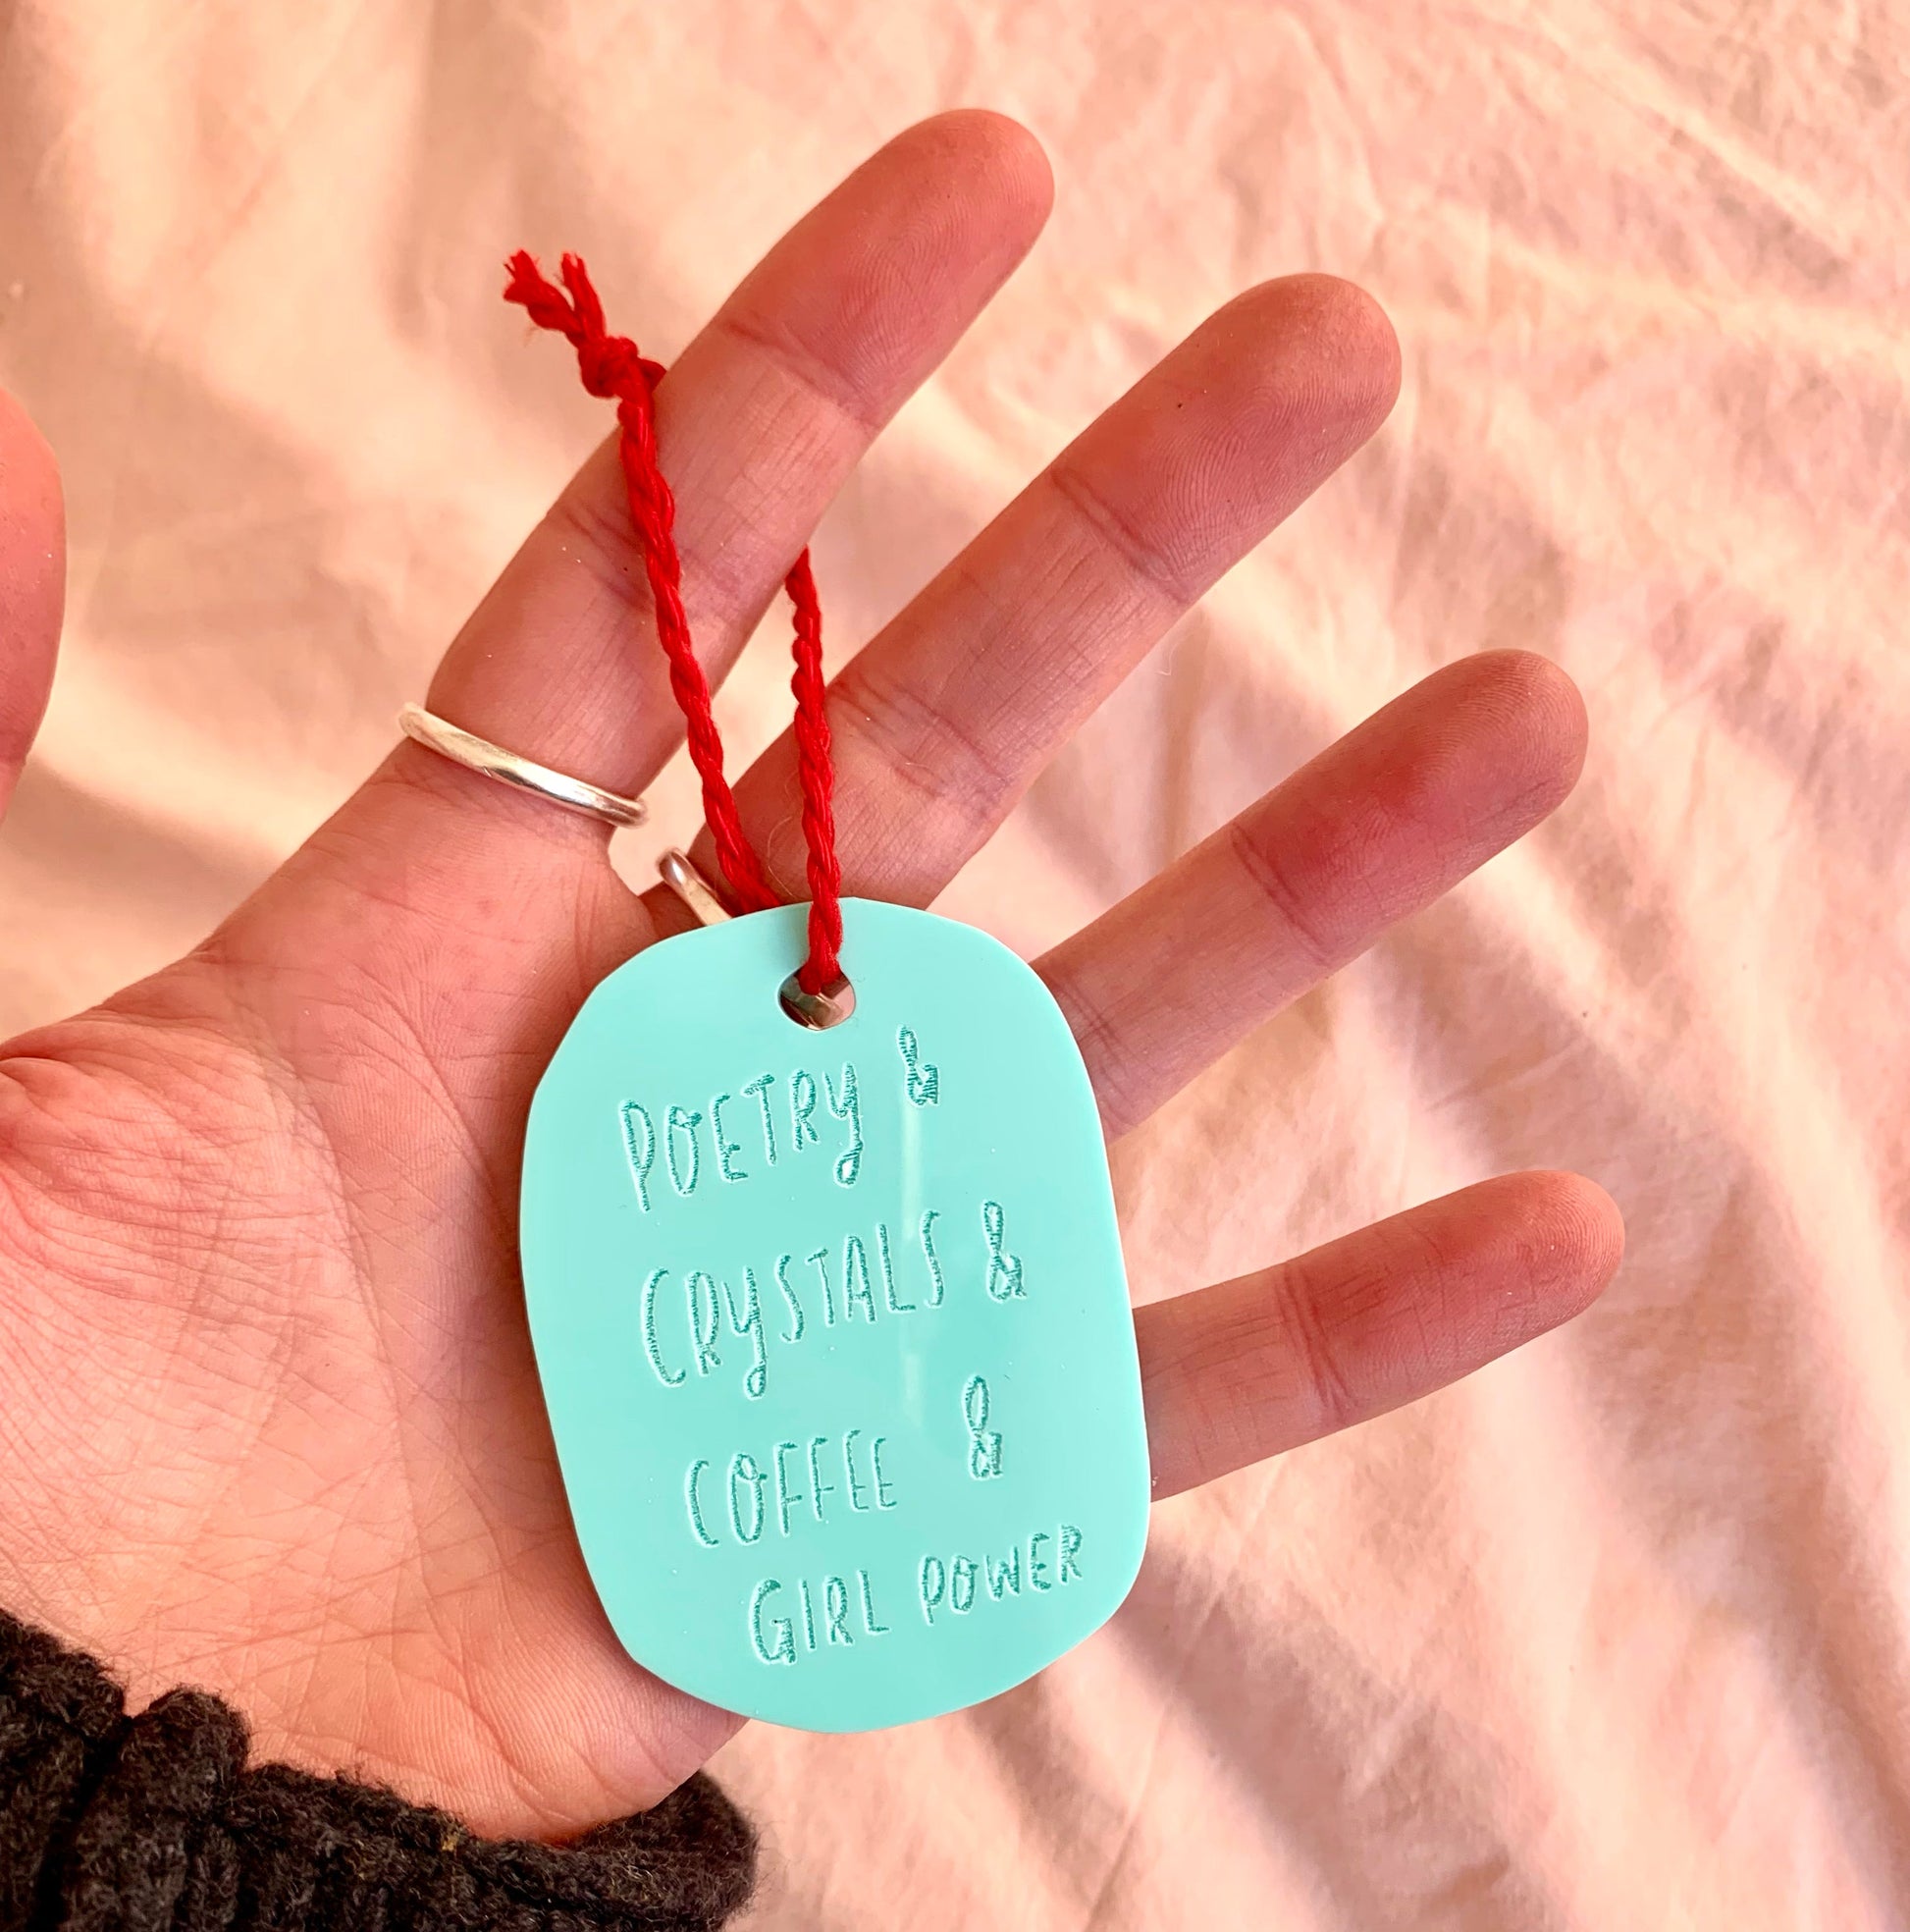 POETRY &
CRYSTALS &
COFFEE &
GIRL POWER